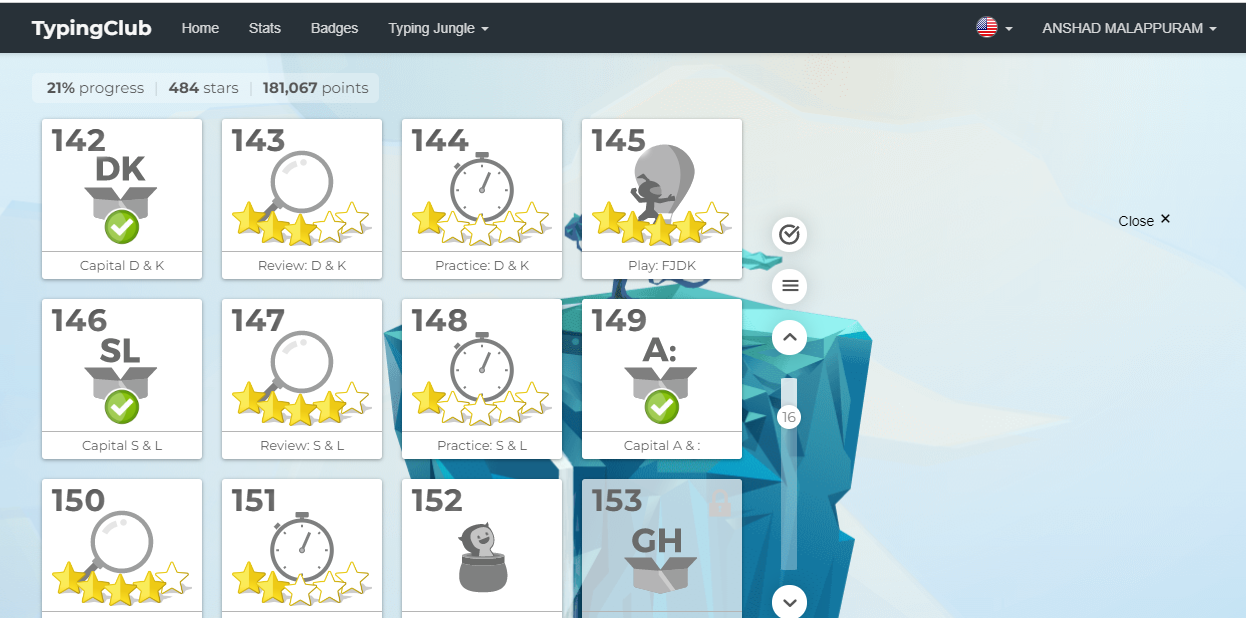 TypingClub Home Stats Badges Typing Jungle ANSHAD MALAPPURAM
21% progress | 484 stars | 181,067 points
142 143 144 145
DK
Capital D & K Review: D & K Practice: D & K Play: FJDK
Close ×
146 147 148 149
SL A:
16
Capital S & L Review: S & L Practice: S & L Capital A & :
150 151 152 153
GH